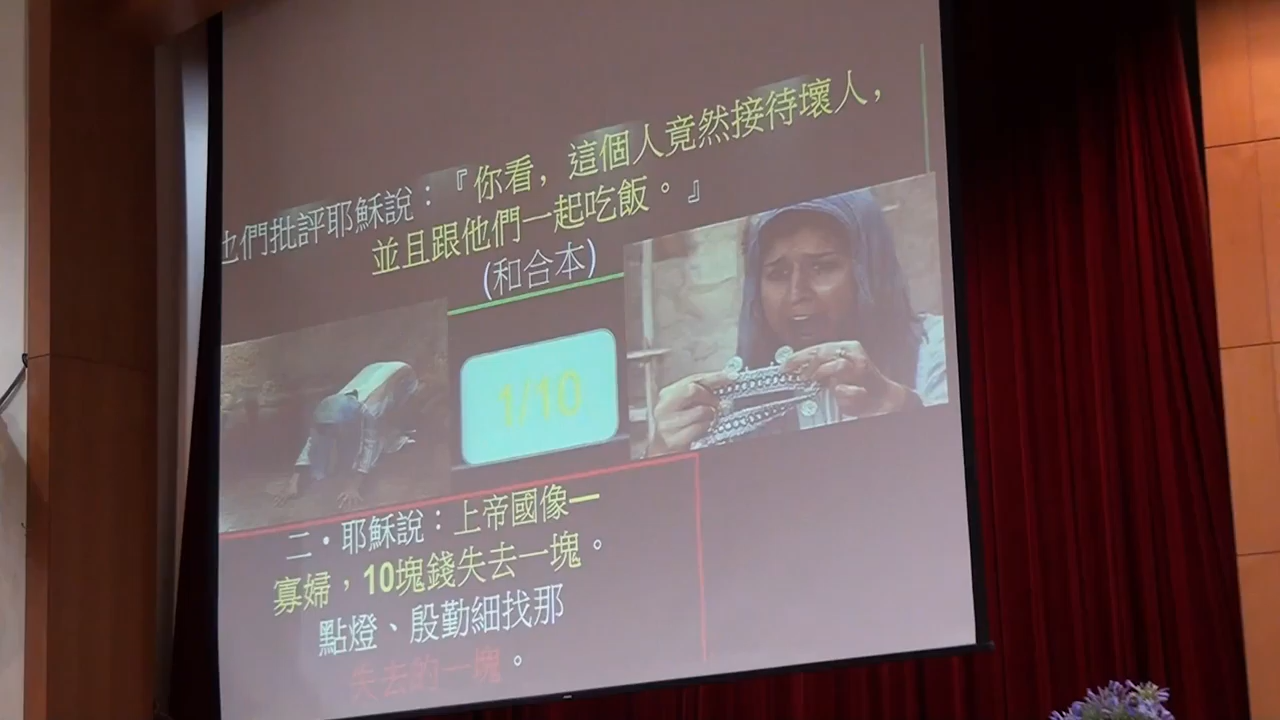 也們批評耶穌說：『你看，這個人竟然接待壞人，
並且跟他們一起吃飯。』
(和合本)
1/10
二·耶穌說：上帝國像一
寡婦，10塊錢失去一塊。
點燈、殷勤細找那
失去的一塊。